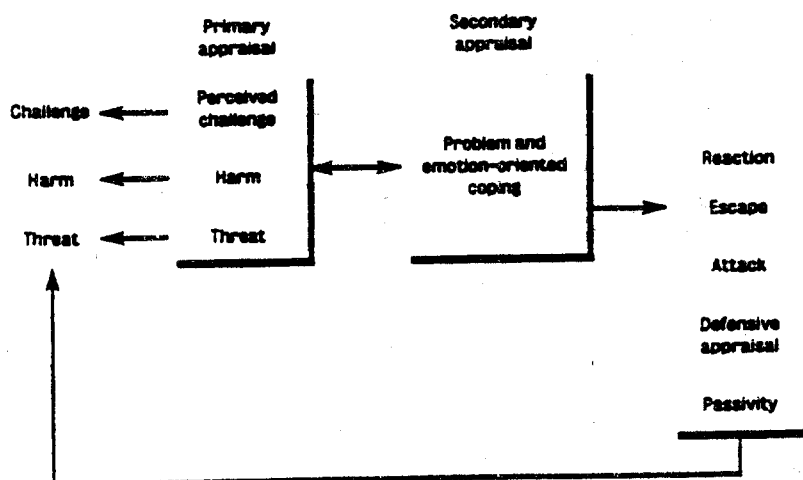 Primary
appraisal
Secondary
appraisal
Challenge
Perceived
challenge
Harm
Harm
Threat
Threat
Problem and
emotion-oriented
coping
Reaction
Escape
Attack
Defensive
appraisal
Passivity